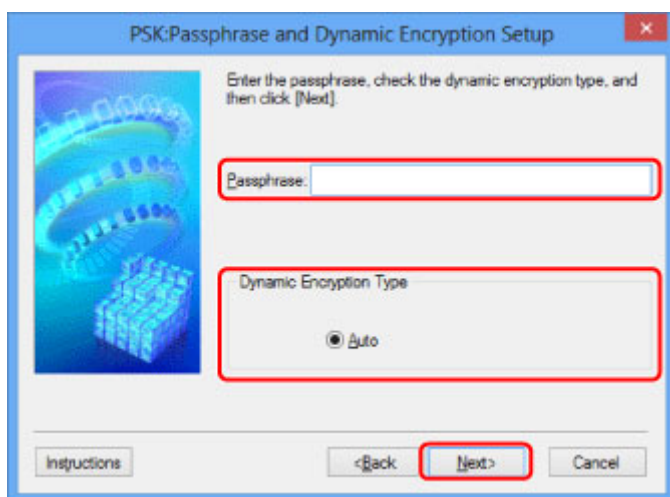 PSK:Passphrase and Dynamic Encryption Setup
Enter the passphrase, check the dynamic encryption type, and
then click [Next].
Passphrase:
Dynamic Encryption Type
Auto
Instructions
<Back
Next>
Cancel